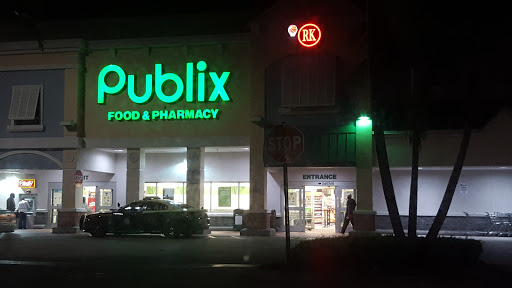 RK
Publix
FOOD & PHARMACY
STOP
ENTRANCE